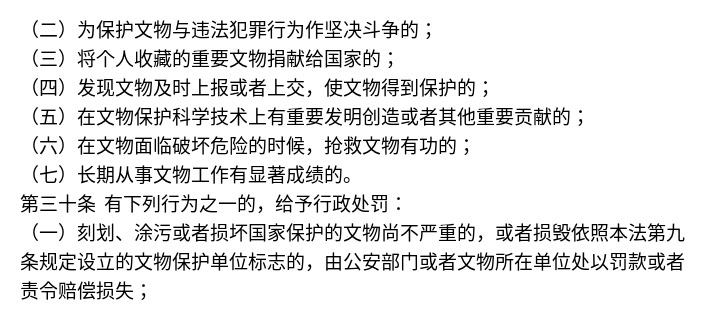 （二）为保护文物与违法犯罪行为作坚决斗争的；
（三）将个人收藏的重要文物捐献给国家的；
（四）发现文物及时上报或者上交，使文物得到保护的；
（五）在文物保护科学技术上有重要发明创造或者其他重要贡献的；
（六）在文物面临破坏危险的时候，抢救文物有功的；
（七）长期从事文物工作有显著成绩的。
第三十条 有下列行为之一的，给予行政处罚：
（一）刻划、涂污或者损坏国家保护的文物尚不严重的，或者损毁依照本法第九
条规定设立的文物保护单位标志的，由公安部门或者文物所在单位处以罚款或者
责令赔偿损失；